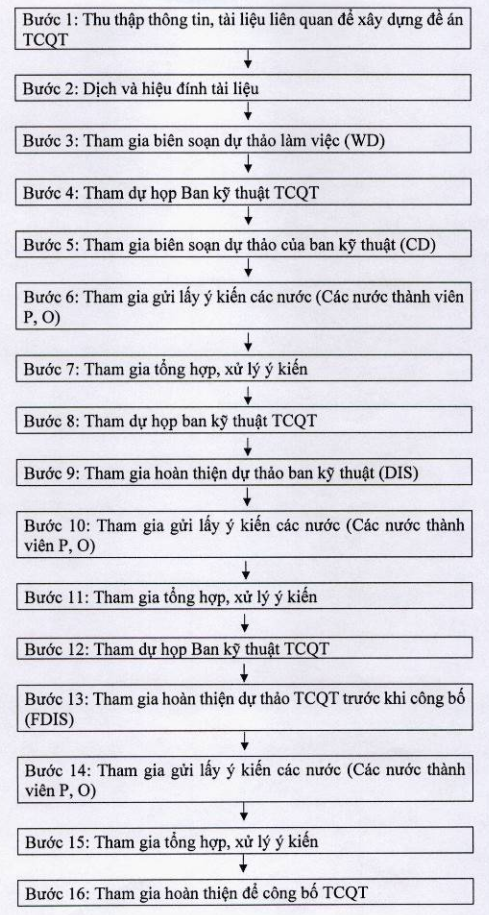 Bước 1: Thu thập thông tin, tài liệu liên quan để xây dựng đề án
TCQT
Bước 2: Dịch và hiệu đính tài liệu
Bước 3: Tham gia biên soạn dự thảo làm việc (WD)
Bước 4: Tham dự họp Ban kỹ thuật TCQT
Bước 5: Tham gia biên soạn dự thảo của ban kỹ thuật (CD)
Bước 6: Tham gia gửi lấy ý kiến các nước (Các nước thành viên
P, O)
Bước 7: Tham gia tổng hợp, xử lý ý kiến
Bước 8: Tham dự họp ban kỹ thuật TCQT
Bước 9: Tham gia hoàn thiện dự thảo ban kỹ thuật (DIS)
Bước 10: Tham gia gửi lấy ý kiến các nước (Các nước thành
viên P, O)
Bước 11: Tham gia tổng hợp, xử lý ý kiến
Bước 12: Tham dự họp Ban kỹ thuật TCQT
Bước 13: Tham gia hoàn thiện dự thảo TCQT trước khi công bố
(FDIS)
Bước 14: Tham gia gửi lấy ý kiến các nước (Các nước thành
viên P, O)
Bước 15: Tham gia tổng hợp, xử lý ý kiến
Bước 16: Tham gia hoàn thiện để công bố TCQT